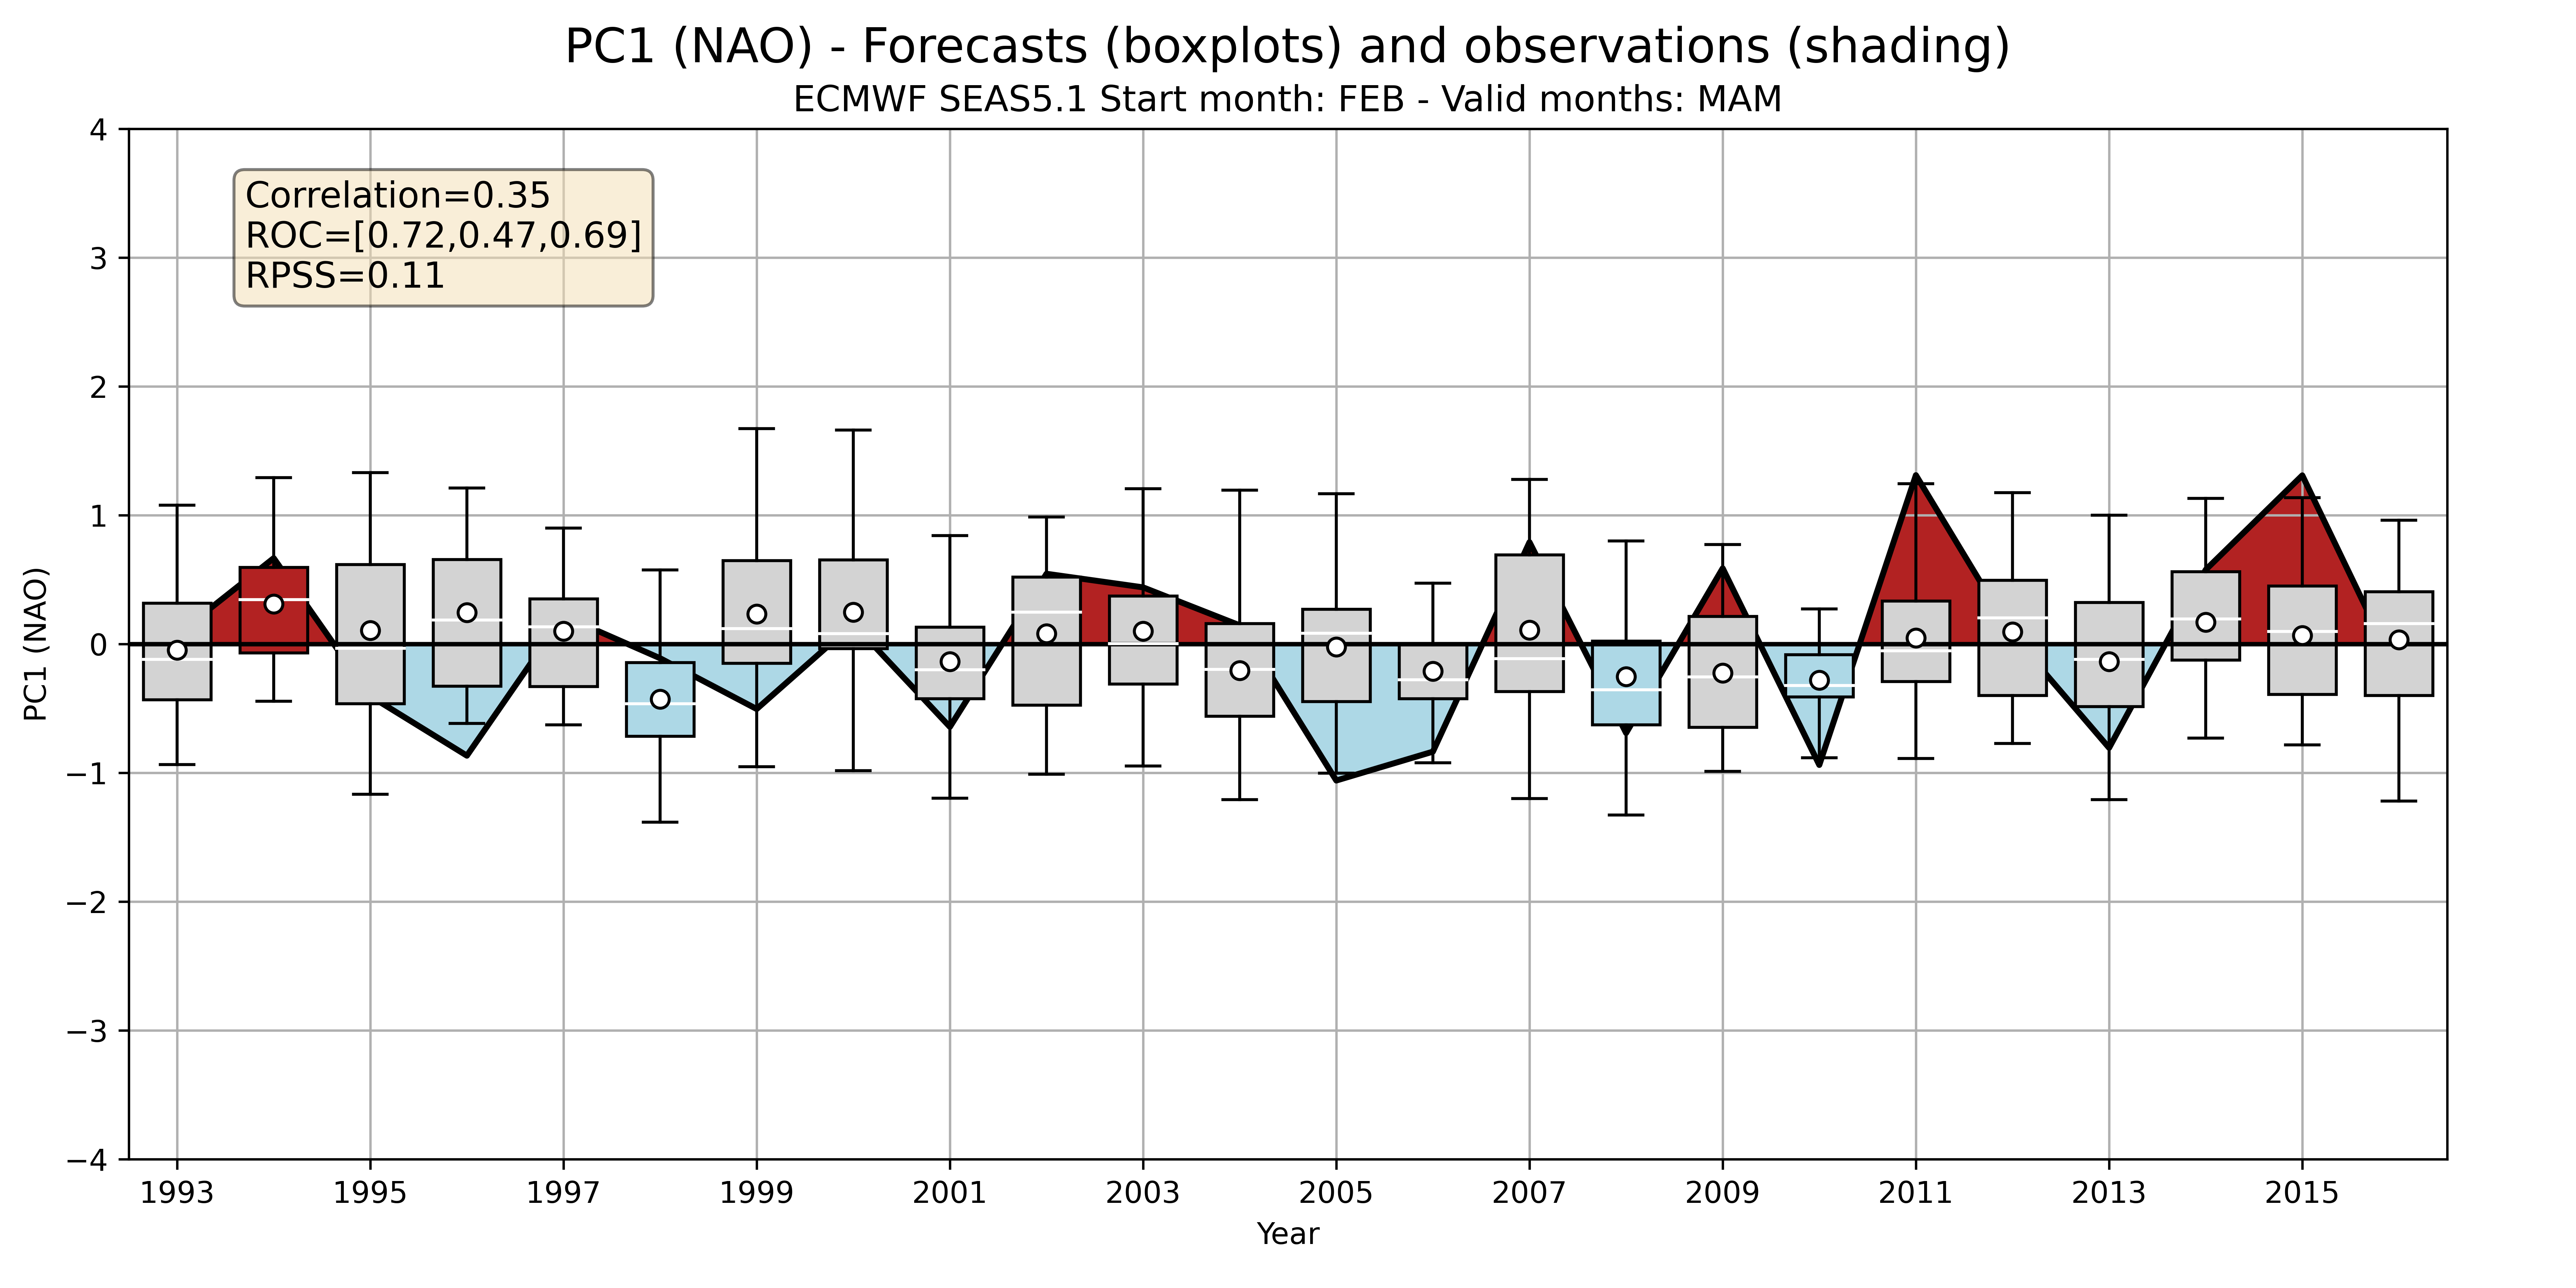 PC1 (NAO) - Forecasts (boxplots) and observations (shading)
ECMWF SEAS5.1 Start month: FEB - Valid months: MAM
Correlation=0.35
ROC=[0.72,0.47,0.69]
RPSS=0.11
PC1 (NAO)
4
3
2
1
0
−1
−2
−3
−4
1993 1995 1997 1999 2001 2003 2005 2007 2009 2011 2013 2015
Year